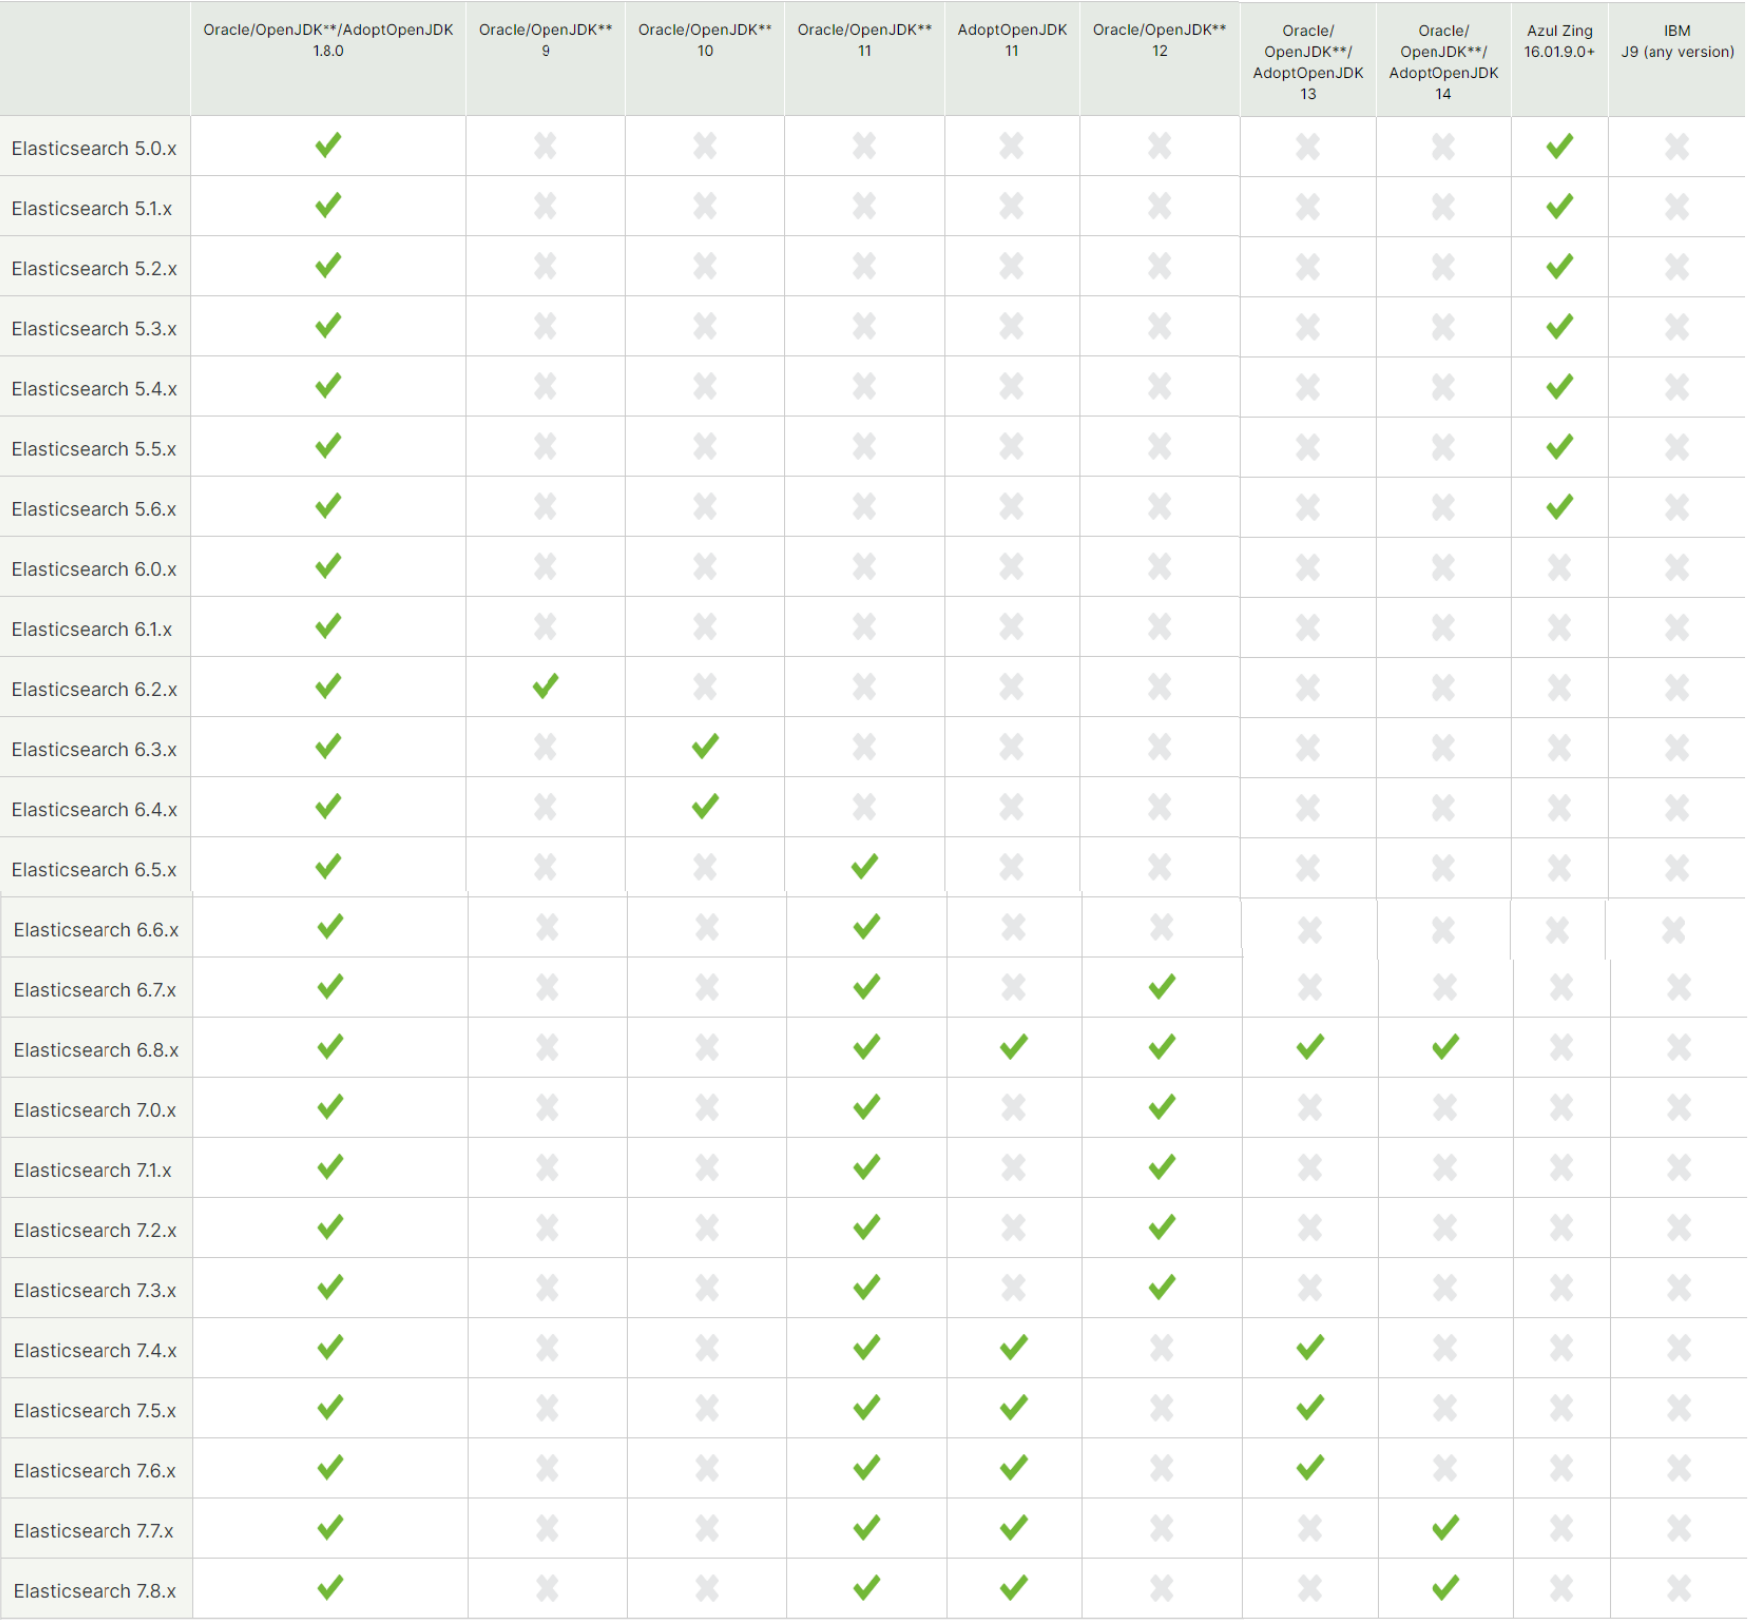 Oracle/OpenJDK**/AdoptOpenJDK
1.8.0
Oracle/OpenJDK**
9
Oracle/OpenJDK**
10
Oracle/OpenJDK**
11
AdoptOpenJDK
11
Oracle/OpenJDK**
12
Oracle/
OpenJDK**/
AdoptOpenJDK
13
Oracle/
OpenJDK**/
AdoptOpenJDK
14
Azul Zing
16.01.9.0+
IBM
J9 (any version)
Elasticsearch 5.0.x
Elasticsearch 5.1.x
Elasticsearch 5.2.x
Elasticsearch 5.3.x
Elasticsearch 5.4.x
Elasticsearch 5.5.x
Elasticsearch 5.6.x
Elasticsearch 6.0.x
Elasticsearch 6.1.x
Elasticsearch 6.2.x
Elasticsearch 6.3.x
Elasticsearch 6.4.x
Elasticsearch 6.5.x
Elasticsearch 6.6.x
Elasticsearch 6.7.x
Elasticsearch 6.8.x
Elasticsearch 7.0.x
Elasticsearch 7.1.x
Elasticsearch 7.2.x
Elasticsearch 7.3.x
Elasticsearch 7.4.x
Elasticsearch 7.5.x
Elasticsearch 7.6.x
Elasticsearch 7.7.x
Elasticsearch 7.8.x